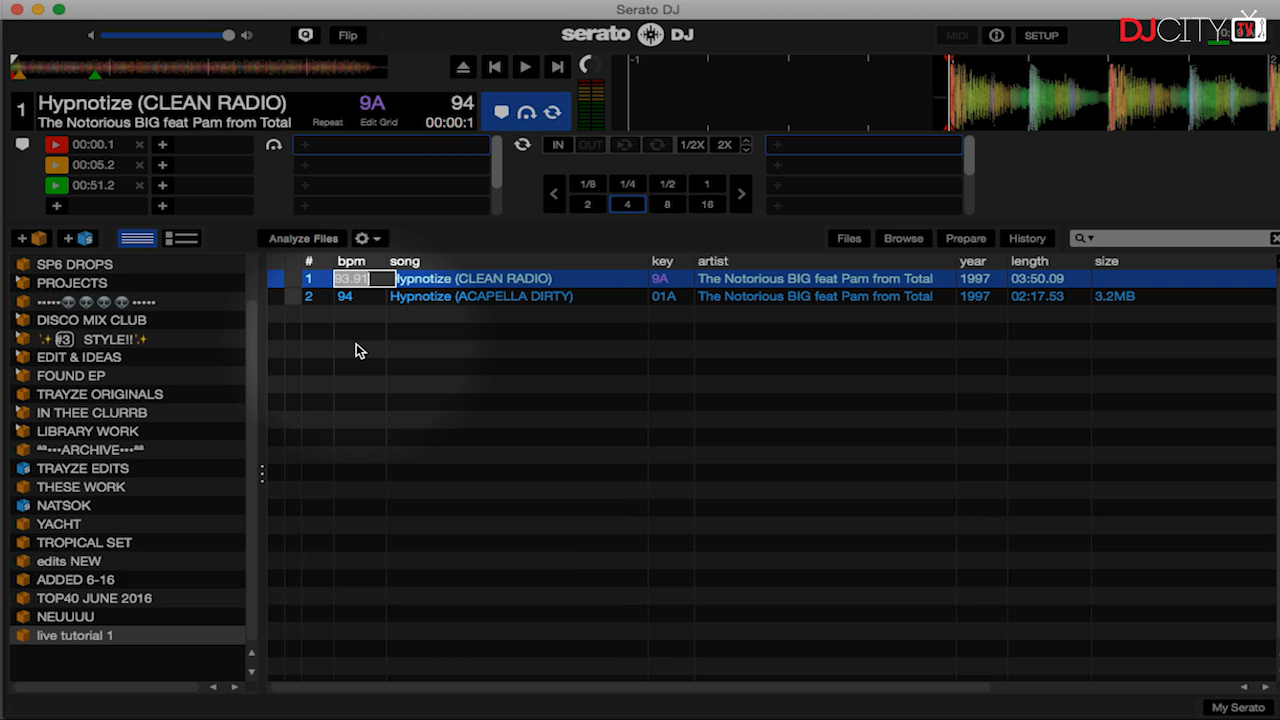 Serato DJ
DJCITY TV
Flip
serato DJ
MIDI
SETUP
-1
2
1
Hypnotize (CLEAN RADIO)
9A
94
The Notorious BIG feat Pam from Total
Repeat
Edit Grid
00:00:1
00:00.1
00:05.2
00:51.2
IN
OUT
1/2X
2X
1/8
1/4
1/2
1
2
4
8
16
Analyze Files
Files
Browse
Prepare
History
# bpm song key artist year length size
1 93.91 Hypnotize (CLEAN RADIO) 9A The Notorious BIG feat Pam from Total 1997 03:50.09
2 94 Hypnotize (ACAPELLA DIRTY) 01A The Notorious BIG feat Pam from Total 1997 02:17.53 3.2MB
SP6 DROPS
PROJECTS
•••••👽👽👽👽•••••
DISCO MIX CLUB
✨#3 STYLE!!✨
EDIT & IDEAS
FOUND EP
TRAYZE ORIGINALS
IN THEE CLURRB
LIBRARY WORK
ªª•••ARCHIVE•••ªª
TRAYZE EDITS
THESE WORK
NATSOK
YACHT
TROPICAL SET
edits NEW
ADDED 6-16
TOP40 JUNE 2016
NEUUUU
live tutorial 1
My Serato